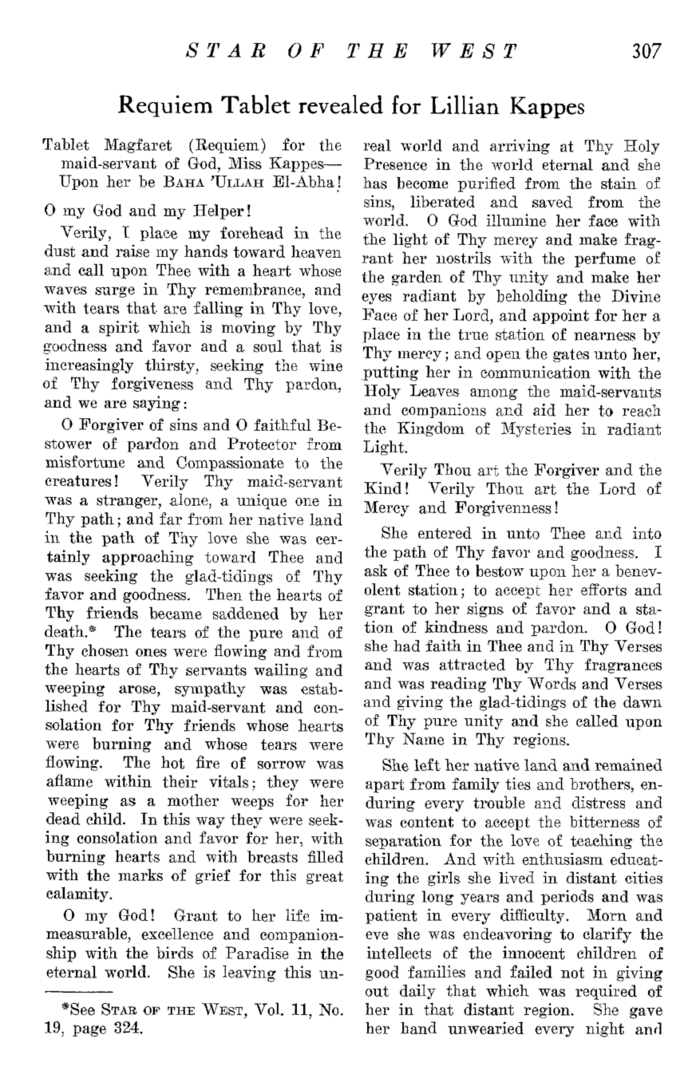 STAR OF THE WEST 307
Requiem Tablet revealed for Lillian Kappes
Tablet Magfaret (Requiem) for the
maid-servant of God, Miss Kappes—
Upon her be BAHA 'ULLAH El-Abha!
O my God and my Helper!
Verily, I place my forehead in the
dust and raise my hands toward heaven
and call upon Thee with a heart whose
waves surge in Thy remembrance, and
with tears that are falling in Thy love,
and a spirit which is moving by Thy
goodness and favor and a soul that is
increasingly thirsty, seeking the wine
of Thy forgiveness and Thy pardon,
and we are saying:
O Forgiver of sins and O faithful Be-
stower of pardon and Protector from
misfortune and Compassionate to the
creatures! Verily Thy maid-servant
was a stranger, alone, a unique one in
Thy path; and far from her native land
in the path of Thy love she was cer-
tainly approaching toward Thee and
was seeking the glad-tidings of Thy
favor and goodness. Then the hearts of
Thy friends became saddened by her
death.* The tears of the pure and of
Thy chosen ones were flowing and from
the hearts of Thy servants wailing and
weeping arose, sympathy was estab-
lished for Thy maid-servant and con-
solation for Thy friends whose hearts
were burning and whose tears were
flowing. The hot fire of sorrow was
aflame within their vitals; they were
weeping as a mother weeps for her
dead child. In this way they were seek-
ing consolation and favor for her, with
burning hearts and with breasts filled
with the marks of grief for this great
calamity.
O my God! Grant to her life im-
measurable, excellence and companion-
ship with the birds of Paradise in the
eternal world. She is leaving this un-
*See STAR OF THE WEST, Vol. 11, No.
19, page 324.
real world and arriving at Thy Holy
Presence in the world eternal and she
has become purified from the stain of
sins, liberated and saved from the
world. O God illumine her face with
the light of Thy mercy and make frag-
rant her nostrils with the perfume of
the garden of Thy unity and make her
eyes radiant by beholding the Divine
Face of her Lord, and appoint for her a
place in the true station of nearness by
Thy mercy; and open the gates unto her,
putting her in communication with the
Holy Leaves among the maid-servants
and companions and aid her to reach
the Kingdom of Mysteries in radiant
Light.
Verily Thou art the Forgiver and the
Kind! Verily Thou art the Lord of
Mercy and Forgivenness!
She entered in unto Thee and into
the path of Thy favor and goodness. I
ask of Thee to bestow upon her a benev-
olent station; to accept her efforts and
grant to her signs of favor and a sta-
tion of kindness and pardon. O God!
she had faith in Thee and in Thy Verses
and was attracted by Thy fragrances
and was reading Thy Words and Verses
and giving the glad-tidings of the dawn
of Thy pure unity and she called upon
Thy Name in Thy regions.
She left her native land and remained
apart from family ties and brothers, en-
during every trouble and distress and
was content to accept the bitterness of
separation for the love of teaching the
children. And with enthusiasm educat-
ing the girls she lived in distant cities
during long years and periods and was
patient in every difficulty. Morn and
eve she was endeavoring to clarify the
intellects of the innocent children of
good families and failed not in giving
out daily that which was required of
her in that distant region. She gave
her hand unwearied every night and